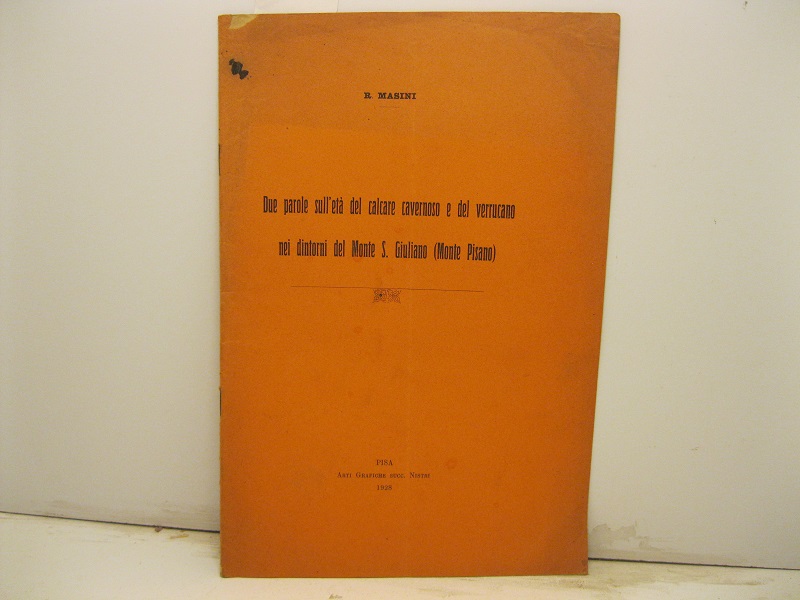 R. MASINI
Due parole sull'età del calcare cavernoso e del verrucano
nei dintorni del Monte S. Giuliano (Monte Pisano)
PISA
ARTI GRAFICHE SUCC. NISTRI
1928